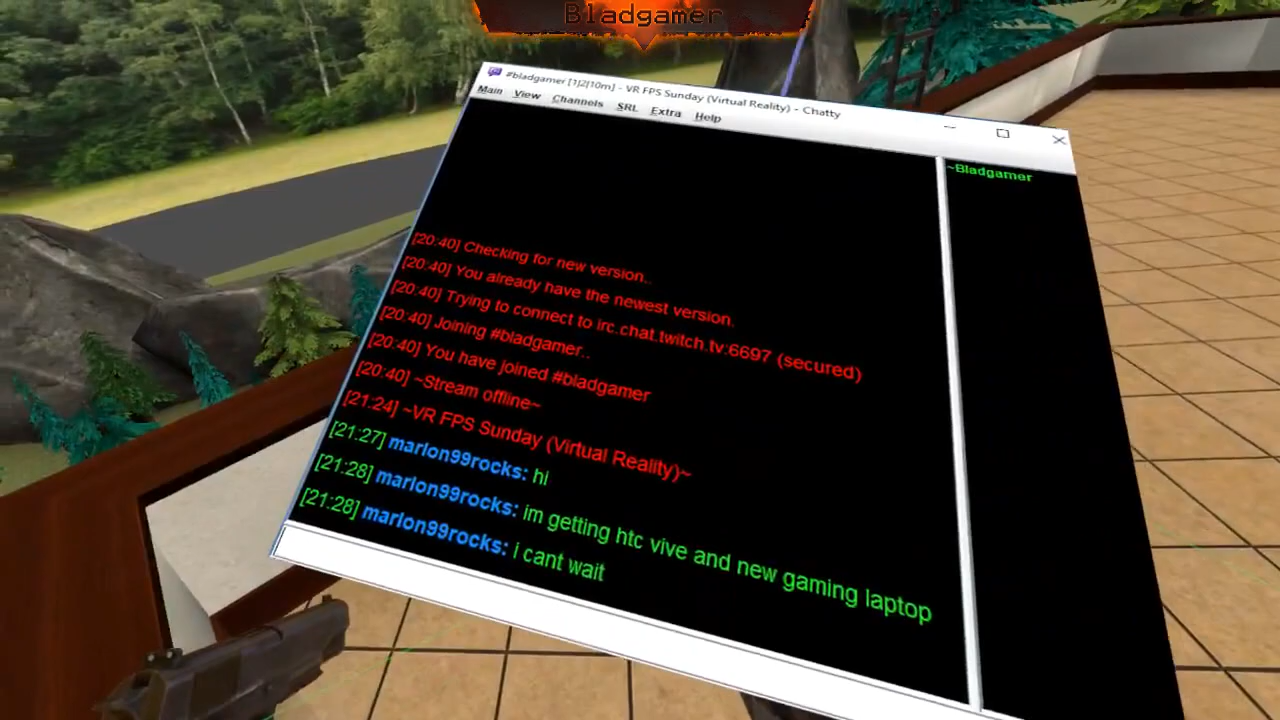 Bladgamer
#bladgamer [1|2|10m] - VR FPS Sunday (Virtual Reality) - Chatty
Main View Channels SRL Extra Help
~Bladgamer
[20:40] Checking for new version..
[20:40] You already have the newest version.
[20:40] Trying to connect to irc.chat.twitch.tv:6697 (secured)
[20:40] Joining #bladgamer..
[20:40] You have joined #bladgamer
[20:40] ~Stream offline~
[21:24] ~VR FPS Sunday (Virtual Reality)~
[21:27] marlon99rocks: hi
[21:28] marlon99rocks: im getting htc vive and new gaming laptop
[21:28] marlon99rocks: i cant wait